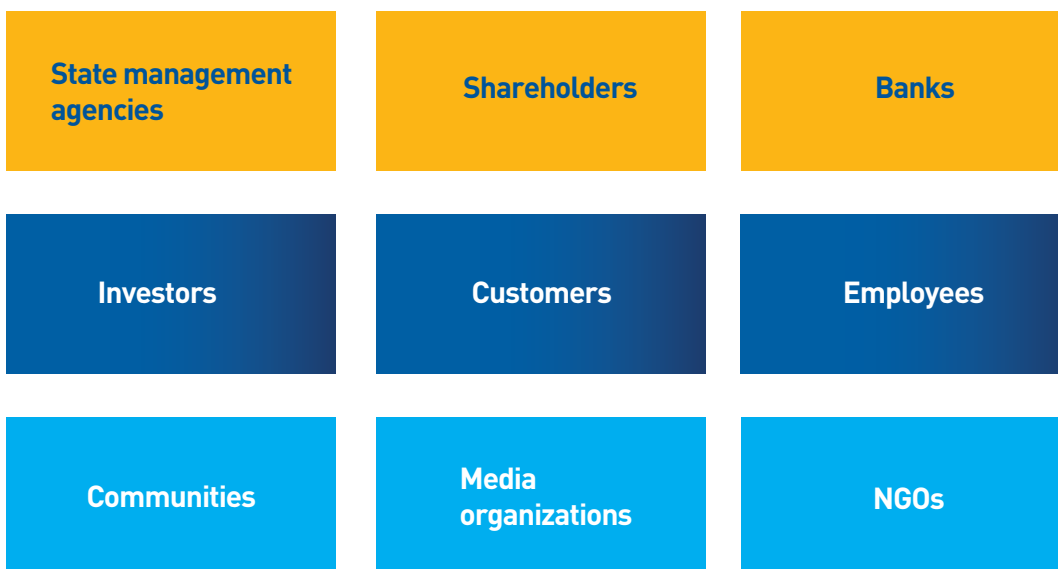 State management
agencies
Shareholders
Banks
Investors
Customers
Employees
Communities
Media
organizations
NGOs